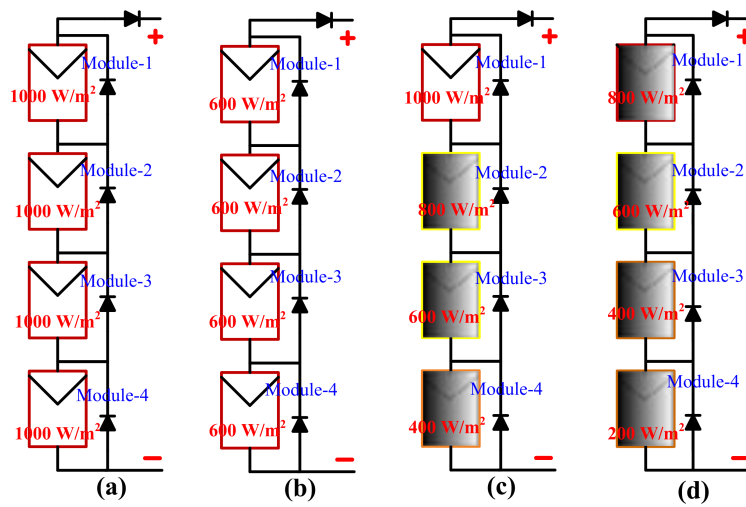 +
Module-1
1000 W/m²
Module-2
1000 W/m²
Module-3
1000 W/m²
Module-4
1000 W/m²
−
(a)
+
Module-1
600 W/m²
Module-2
600 W/m²
Module-3
600 W/m²
Module-4
600 W/m²
−
(b)
+
Module-1
1000 W/m²
Module-2
800 W/m²
Module-3
600 W/m²
Module-4
400 W/m²
−
(c)
+
Module-1
800 W/m²
Module-2
600 W/m²
Module-3
400 W/m²
Module-4
200 W/m²
−
(d)